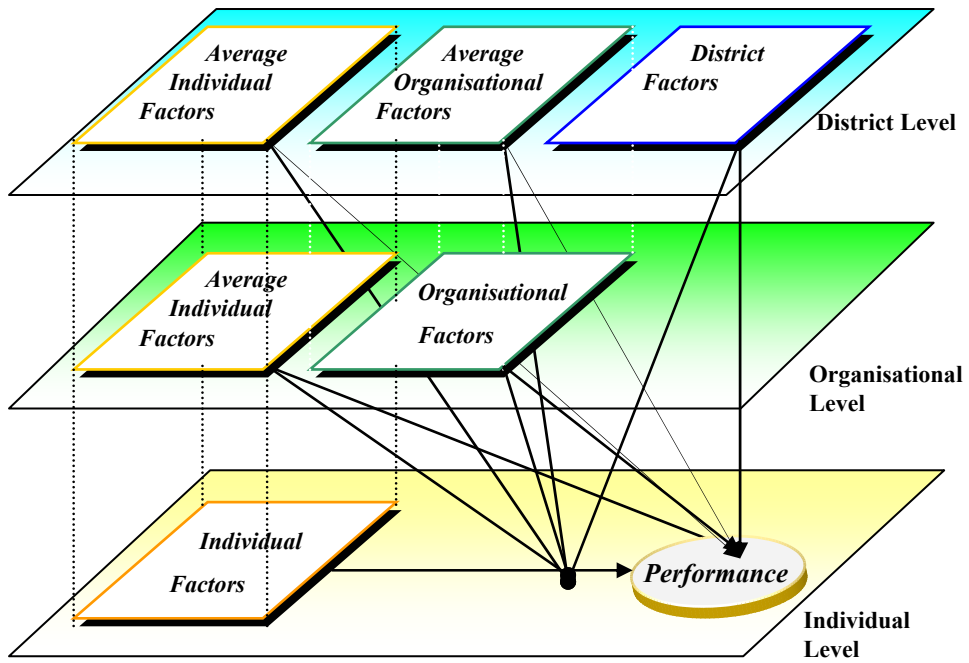 Average
Individual
Factors
Average
Organisational
Factors
District
Factors
District Level
Average
Individual
Factors
Organisational
Factors
Organisational
Level
Individual
Factors
Performance
Individual
Level